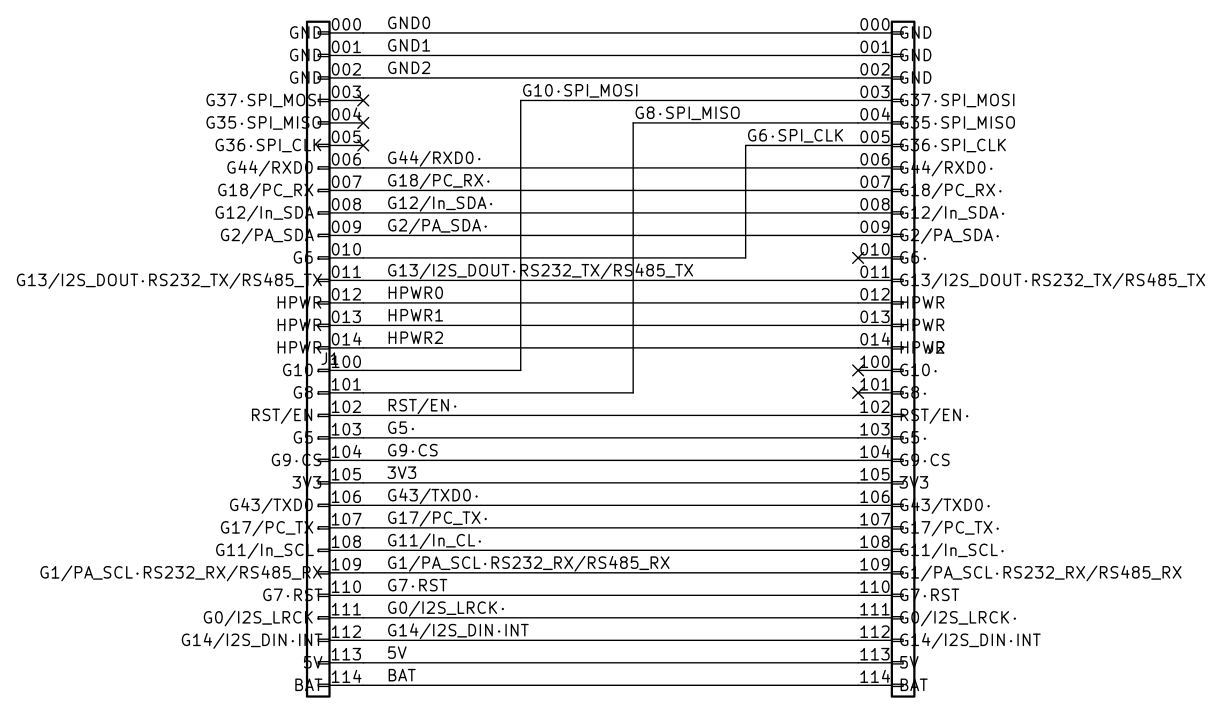 GND 000 GND0 000 GND
GND 001 GND1 001 GND
GND 002 GND2 002 GND
G37·SPI_MOSI 003 G10·SPI_MOSI 003 G37·SPI_MOSI
G35·SPI_MISO 004 G8·SPI_MISO 004 G35·SPI_MISO
G36·SPI_CLK 005 G6·SPI_CLK 005 G36·SPI_CLK
G44/RXD0· 006 G44/RXD0· 006 G44/RXD0·
G18/PC_RX· 007 G18/PC_RX· 007 G18/PC_RX·
G12/In_SDA· 008 G12/In_SDA· 008 G12/In_SDA·
G2/PA_SDA· 009 G2/PA_SDA· 009 G2/PA_SDA·
G6· 010 010 G6·
G13/I2S_DOUT·RS232_TX/RS485_TX 011 G13/I2S_DOUT·RS232_TX/RS485_TX 011 G13/I2S_DOUT·RS232_TX/RS485_TX
HPWR 012 HPWR0 012 HPWR
HPWR 013 HPWR1 013 HPWR
HPWR 014 HPWR2 014 HPWR J2
J1
G10· 100 100 G10·
G8· 101 101 G8·
RST/EN· 102 RST/EN· 102 RST/EN·
G5· 103 G5· 103 G5·
G9·CS 104 G9·CS 104 G9·CS
3V3 105 3V3 105 3V3
G43/TXD0· 106 G43/TXD0· 106 G43/TXD0·
G17/PC_TX· 107 G17/PC_TX· 107 G17/PC_TX·
G11/In_SCL· 108 G11/In_CL· 108 G11/In_SCL·
G1/PA_SCL·RS232_RX/RS485_RX 109 G1/PA_SCL·RS232_RX/RS485_RX 109 G1/PA_SCL·RS232_RX/RS485_RX
G7·RST 110 G7·RST 110 G7·RST
G0/I2S_LRCK· 111 G0/I2S_LRCK· 111 G0/I2S_LRCK·
G14/I2S_DIN·INT 112 G14/I2S_DIN·INT 112 G14/I2S_DIN·INT
5V 113 5V 113 5V
BAT 114 BAT 114 BAT